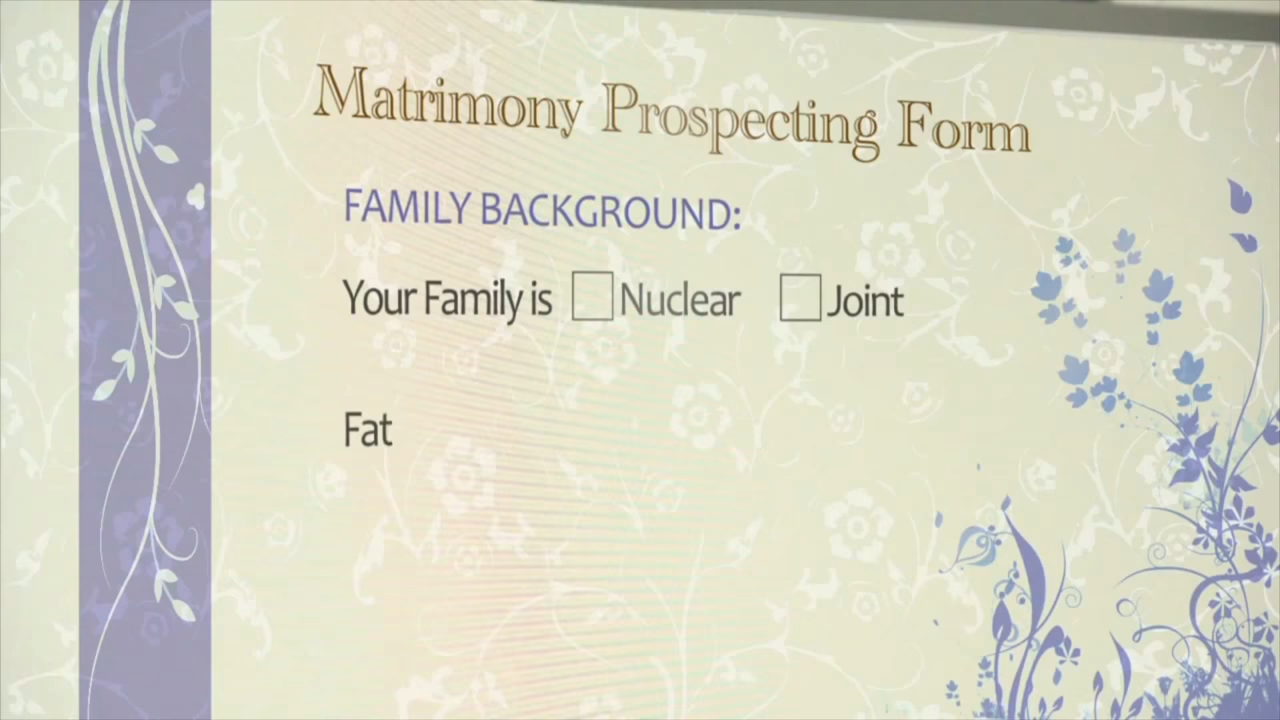 Matrimony Prospecting Form
FAMILY BACKGROUND:
Your Family is Nuclear Joint
Fat